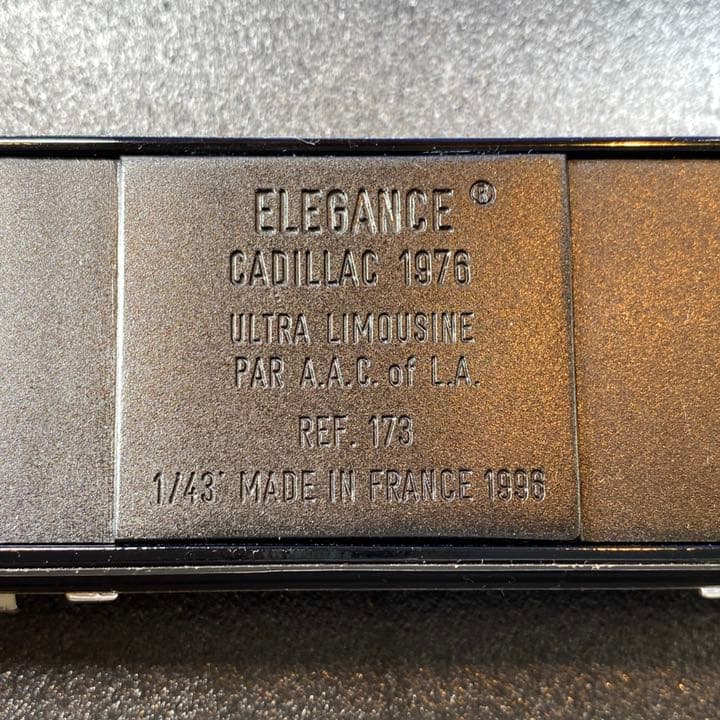 ELEGANCE ®
CADILLAC 1976
ULTRA LIMOUSINE
PAR A.A.C. of L.A.
REF. 173
1/43' MADE IN FRANCE 1996